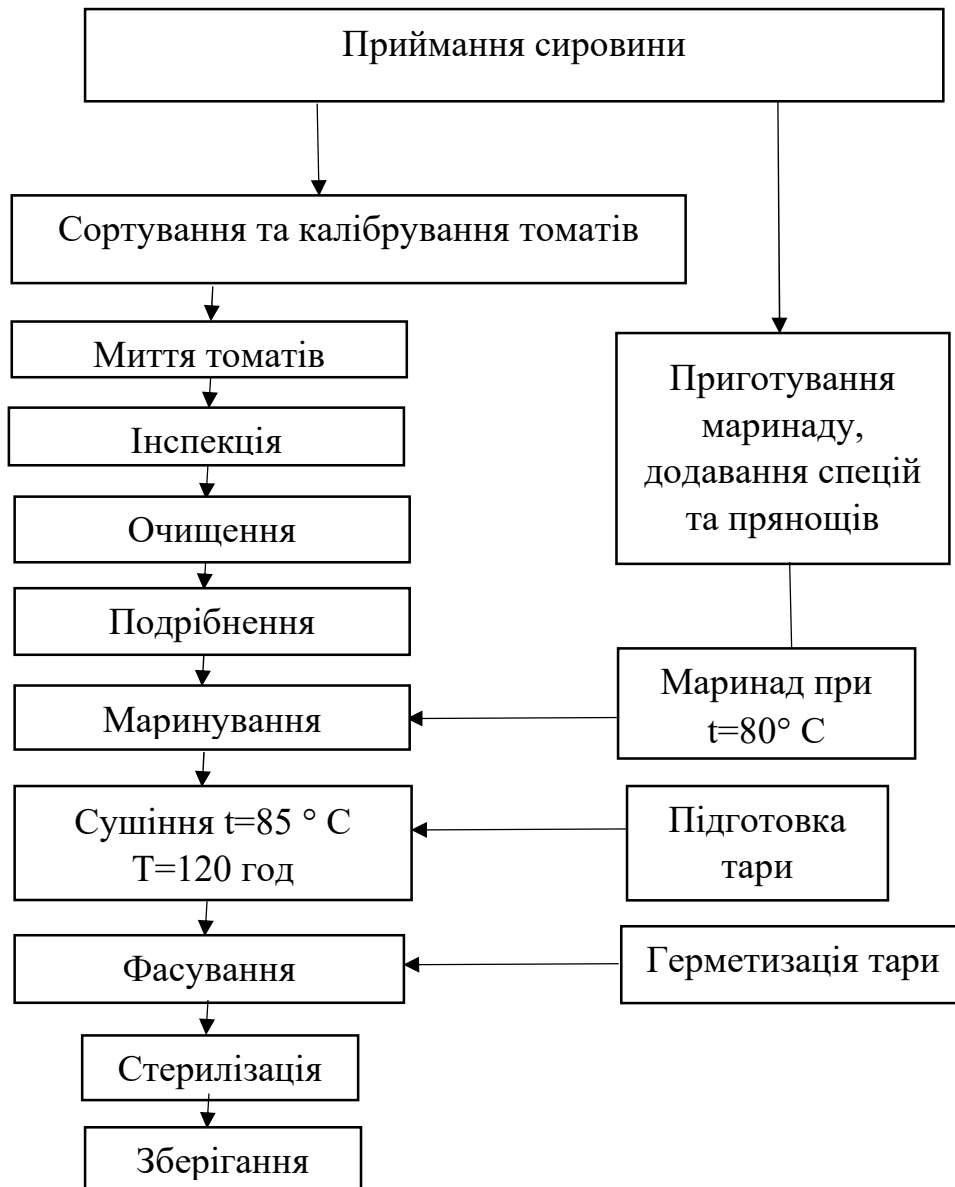 Приймання сировини
Сортування та калібрування томатів
Миття томатів
Інспекція
Очищення
Подрібнення
Маринування
Сушіння t=85 ° C
Т=120 год
Фасування
Стерилізація
Зберігання
Приготування
маринаду,
додавання спецій
та прянощів
Маринад при
t=80° C
Підготовка
тари
Герметизація тари